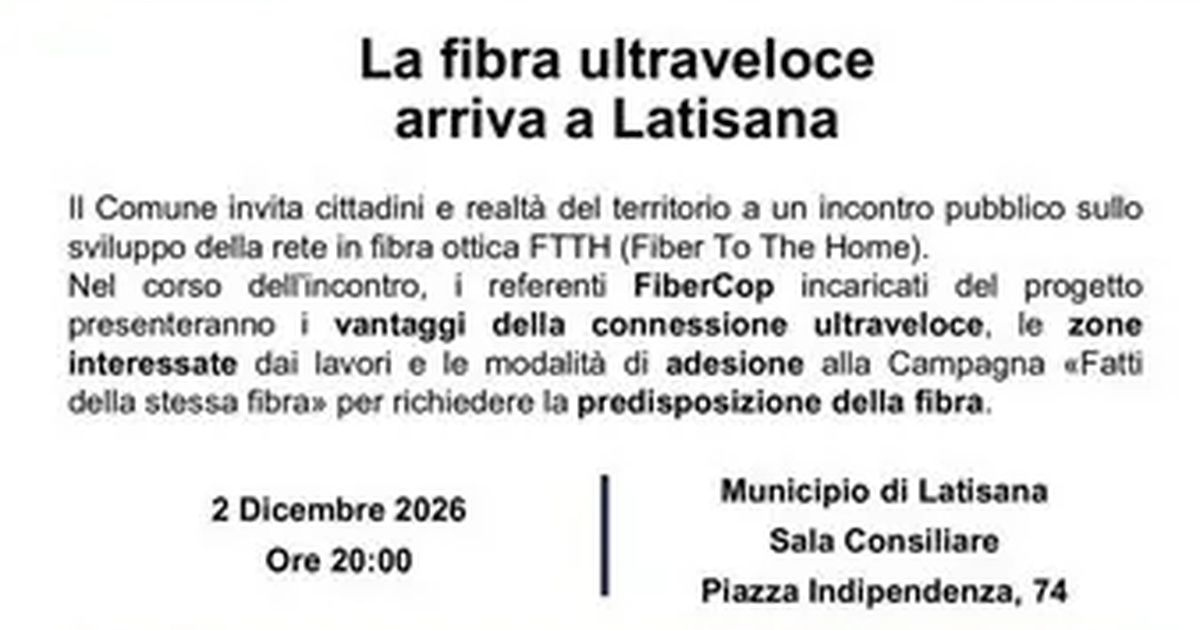 La fibra ultraveloce
arriva a Latisana
Il Comune invita cittadini e realtà del territorio a un incontro pubblico sullo
sviluppo della rete in fibra ottica FTTH (Fiber To The Home).
Nel corso dell'incontro, i referenti FiberCop incaricati del progetto
presenteranno i vantaggi della connessione ultraveloce, le zone
interessate dai lavori e le modalità di adesione alla Campagna «Fatti
della stessa fibra» per richiedere la predisposizione della fibra.
2 Dicembre 2026
Ore 20:00
Municipio di Latisana
Sala Consiliare
Piazza Indipendenza, 74